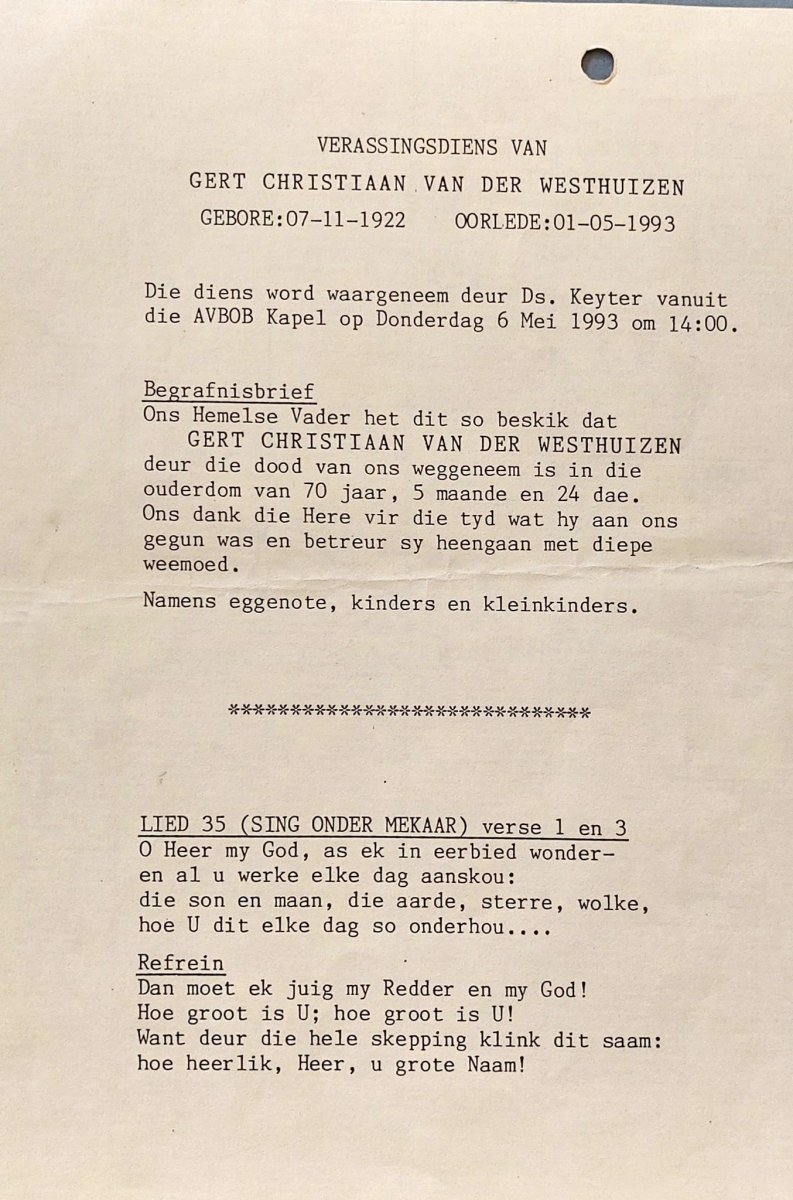 VERASSINGSDIENS VAN
GERT CHRISTIAAN VAN DER WESTHUIZEN
GEBORE:07-11-1922 OORLEDE:01-05-1993
Die diens word waargeneem deur Ds. Keyter vanuit
die AVBOB Kapel op Donderdag 6 Mei 1993 om 14:00.
Begrafnisbrief
Ons Hemelse Vader het dit so beskik dat
GERT CHRISTIAAN VAN DER WESTHUIZEN
deur die dood van ons weggeneem is in die
ouderdom van 70 jaar, 5 maande en 24 dae.
Ons dank die Here vir die tyd wat hy aan ons
gegun was en betreur sy heengaan met diepe
weemoed.
Namens eggenote, kinders en kleinkinders.
******************************
LIED 35 (SING ONDER MEKAAR) verse 1 en 3
O Heer my God, as ek in eerbied wonder-
en al u werke elke dag aanskou:
die son en maan, die aarde, sterre, wolke,
hoe U dit elke dag so onderhou....
Refrein
Dan moet ek juig my Redder en my God!
Hoe groot is U; hoe groot is U!
Want deur die hele skepping klink dit saam:
hoe heerlik, Heer, u grote Naam!